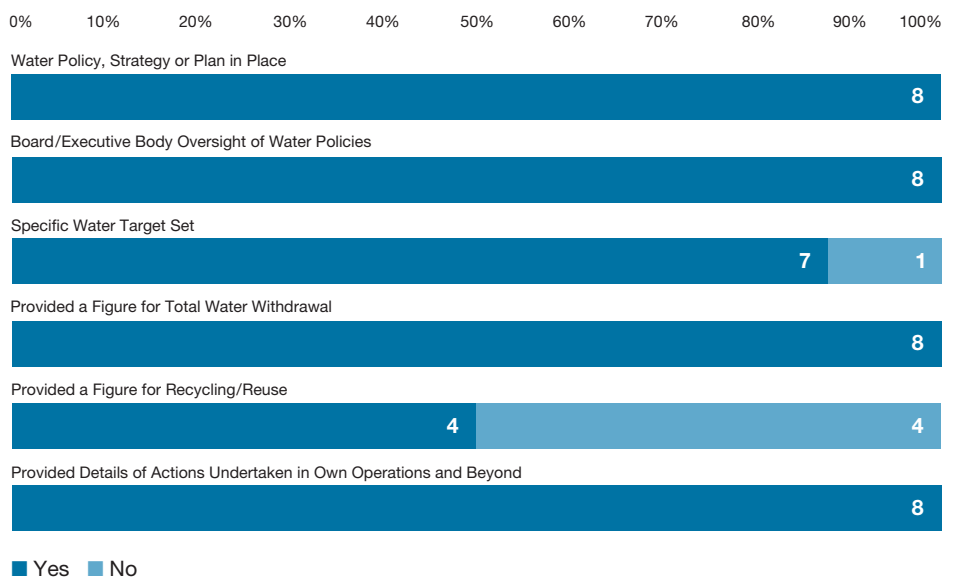 0% 10% 20% 30% 40% 50% 60% 70% 80% 90% 100%
Water Policy, Strategy or Plan in Place
8
Board/Executive Body Oversight of Water Policies
8
Specific Water Target Set
7 1
Provided a Figure for Total Water Withdrawal
8
Provided a Figure for Recycling/Reuse
4 4
Provided Details of Actions Undertaken in Own Operations and Beyond
8
Yes No